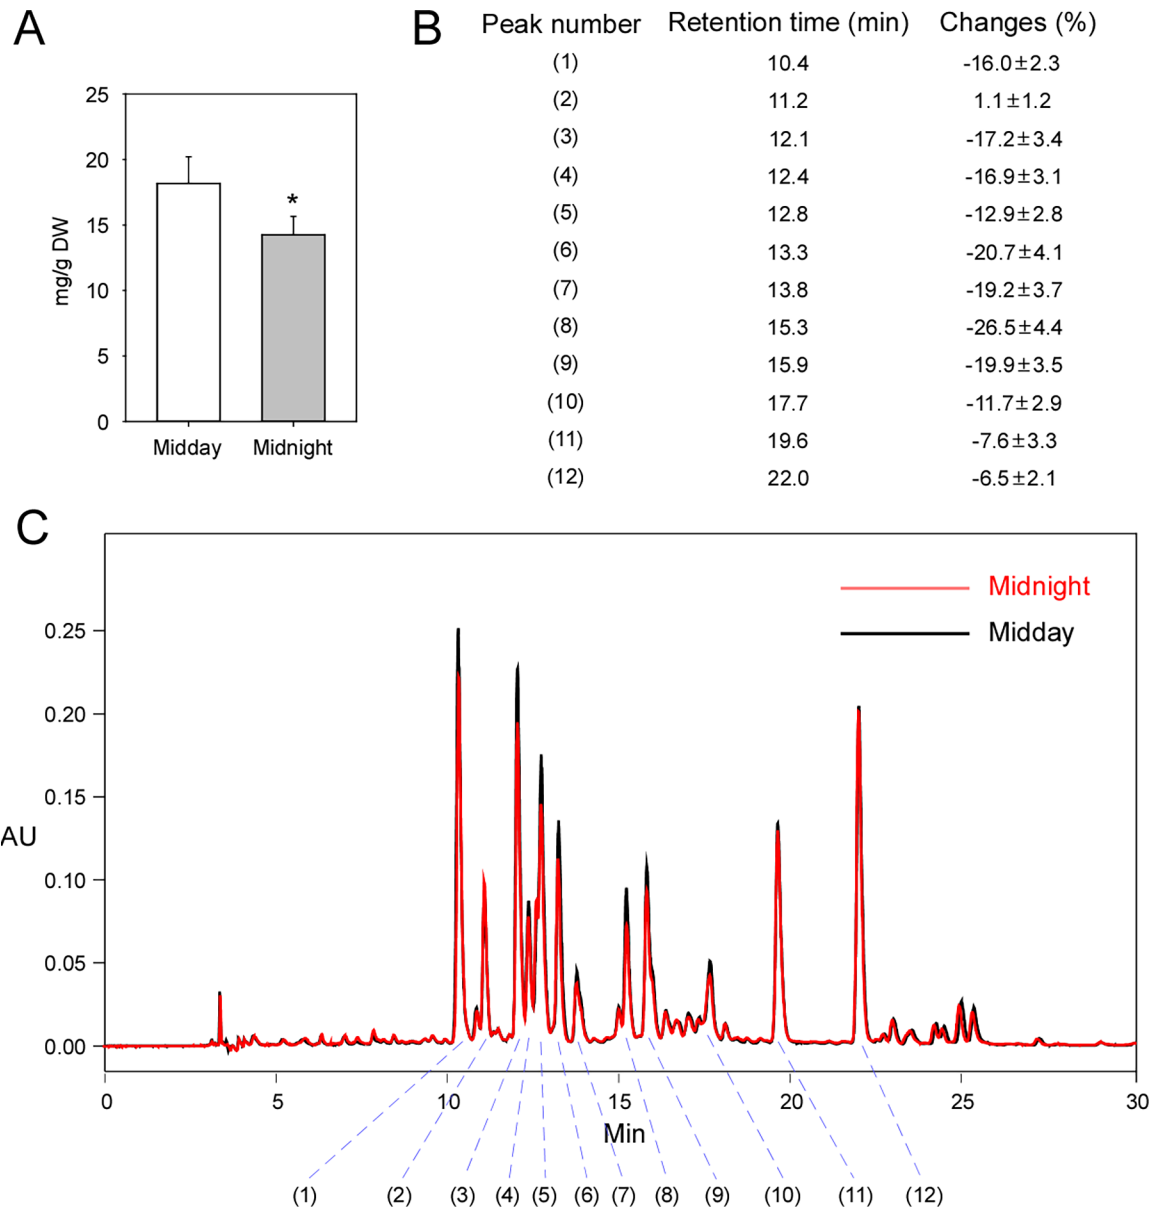 A
25
20
15
10
5
0
mg/g DW
*
Midday Midnight
B
Peak number Retention time (min) Changes (%)
(1) 10.4 -16.0±2.3
(2) 11.2 1.1±1.2
(3) 12.1 -17.2±3.4
(4) 12.4 -16.9±3.1
(5) 12.8 -12.9±2.8
(6) 13.3 -20.7±4.1
(7) 13.8 -19.2±3.7
(8) 15.3 -26.5±4.4
(9) 15.9 -19.9±3.5
(10) 17.7 -11.7±2.9
(11) 19.6 -7.6±3.3
(12) 22.0 -6.5±2.1
C
Midnight
Midday
0.25
0.20
0.15
AU
0.10
0.05
0.00
0 5 10 15 20 25 30
Min
(1) (2) (3) (4) (5) (6) (7) (8) (9) (10) (11) (12)